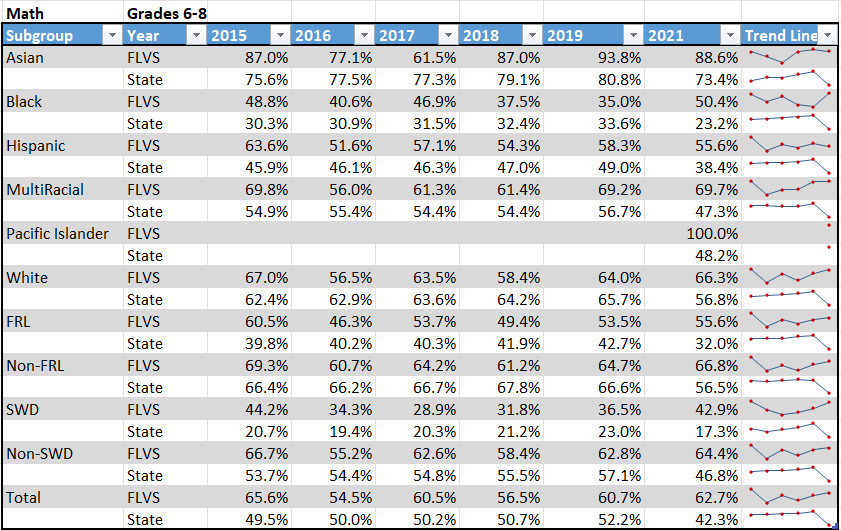 Math Grades 6-8
Subgroup Year 2015 2016 2017 2018 2019 2021 Trend Line
Asian FLVS 87.0% 77.1% 61.5% 87.0% 93.8% 88.6%
State 75.6% 77.5% 77.3% 79.1% 80.8% 73.4%
Black FLVS 48.8% 40.6% 46.9% 37.5% 35.0% 50.4%
State 30.3% 30.9% 31.5% 32.4% 33.6% 23.2%
Hispanic FLVS 63.6% 51.6% 57.1% 54.3% 58.3% 55.6%
State 45.9% 46.1% 46.3% 47.0% 49.0% 38.4%
MultiRacial FLVS 69.8% 56.0% 61.3% 61.4% 69.2% 69.7%
State 54.9% 55.4% 54.4% 54.4% 56.7% 47.3%
Pacific Islander FLVS 100.0%
State 48.2%
White FLVS 67.0% 56.5% 63.5% 58.4% 64.0% 66.3%
State 62.4% 62.9% 63.6% 64.2% 65.7% 56.8%
FRL FLVS 60.5% 46.3% 53.7% 49.4% 53.5% 55.6%
State 39.8% 40.2% 40.3% 41.9% 42.7% 32.0%
Non-FRL FLVS 69.3% 60.7% 64.2% 61.2% 64.7% 66.8%
State 66.4% 66.2% 66.7% 67.8% 66.6% 56.5%
SWD FLVS 44.2% 34.3% 28.9% 31.8% 36.5% 42.9%
State 20.7% 19.4% 20.3% 21.2% 23.0% 17.3%
Non-SWD FLVS 66.7% 55.2% 62.6% 58.4% 62.8% 64.4%
State 53.7% 54.4% 54.8% 55.5% 57.1% 46.8%
Total FLVS 65.6% 54.5% 60.5% 56.5% 60.7% 62.7%
State 49.5% 50.0% 50.2% 50.7% 52.2% 42.3%